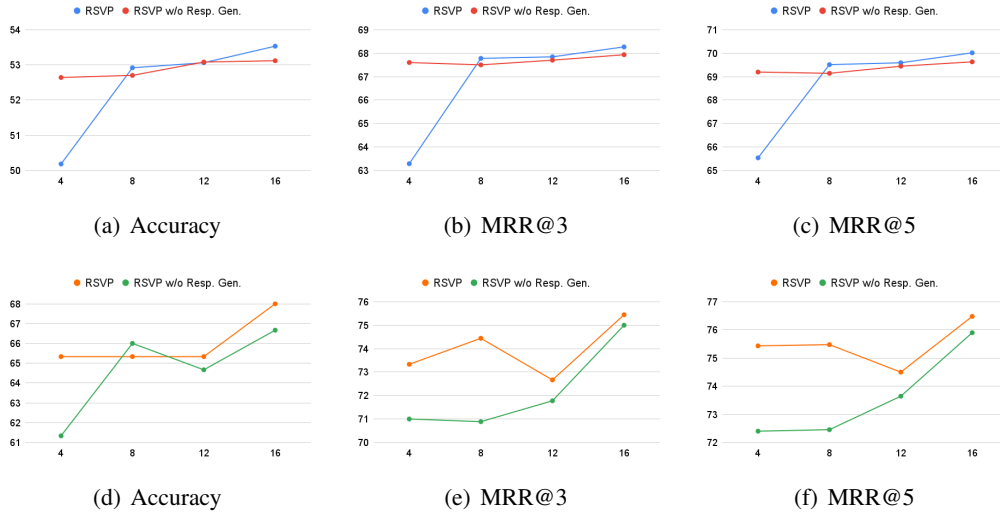 RSVP RSVP w/o Resp. Gen.
54
53
52
51
50
4 8 12 16
(a) Accuracy
RSVP RSVP w/o Resp. Gen.
69
68
67
66
65
64
63
4 8 12 16
(b) MRR@3
RSVP RSVP w/o Resp. Gen.
71
70
69
68
67
66
65
4 8 12 16
(c) MRR@5
RSVP RSVP w/o Resp. Gen.
68
67
66
65
64
63
62
61
4 8 12 16
(d) Accuracy
RSVP RSVP w/o Resp. Gen.
76
75
74
73
72
71
70
4 8 12 16
(e) MRR@3
RSVP RSVP w/o Resp. Gen.
77
76
75
74
73
72
4 8 12 16
(f) MRR@5